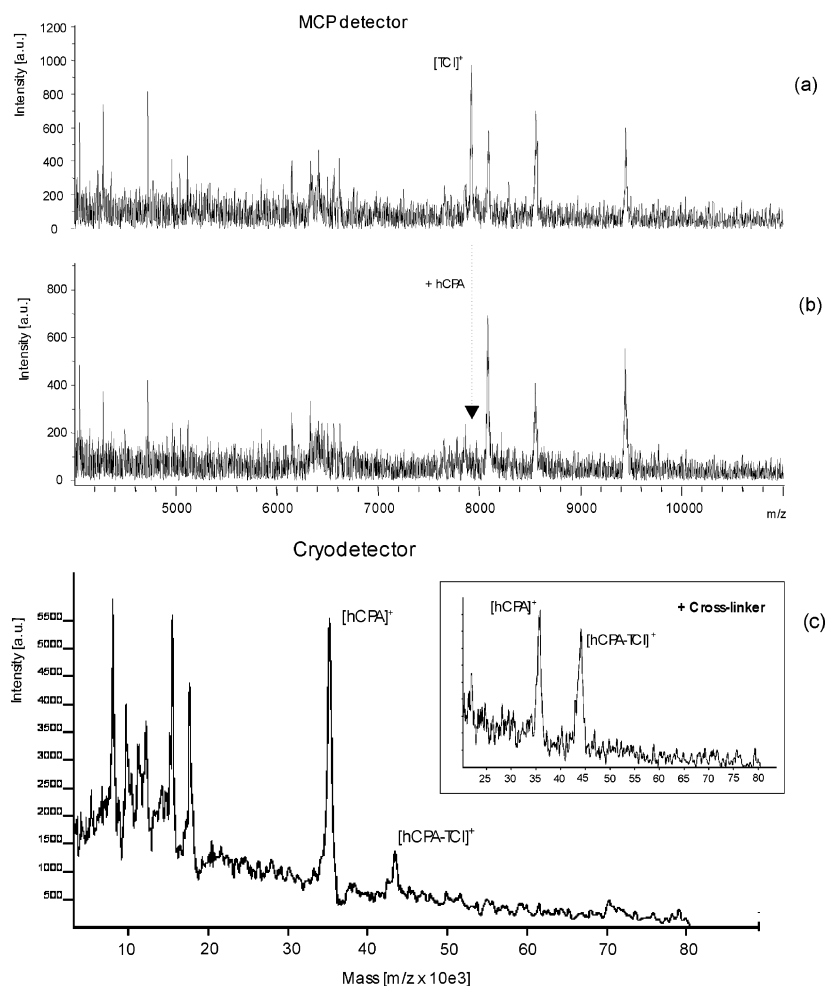 MCP detector
Intensity [a.u.]
1200
1000
800
600
400
200
0
[TCI]+
(a)
Intensity [a.u.]
800
600
400
200
0
+ hCPA
(b)
5000 6000 7000 8000 9000 10000 m/z
Cryodetector
Intensity [a.u.]
5500
5000
4500
4000
3500
3000
2500
2000
1500
1000
500
[hCPA]+
[hCPA-TCI]+
(c)
+ Cross-linker
[hCPA]+
[hCPA-TCI]+
25 30 35 40 45 50 55 60 65 70 75 80
10 20 30 40 50 60 70 80
Mass [m/z x 10e3]